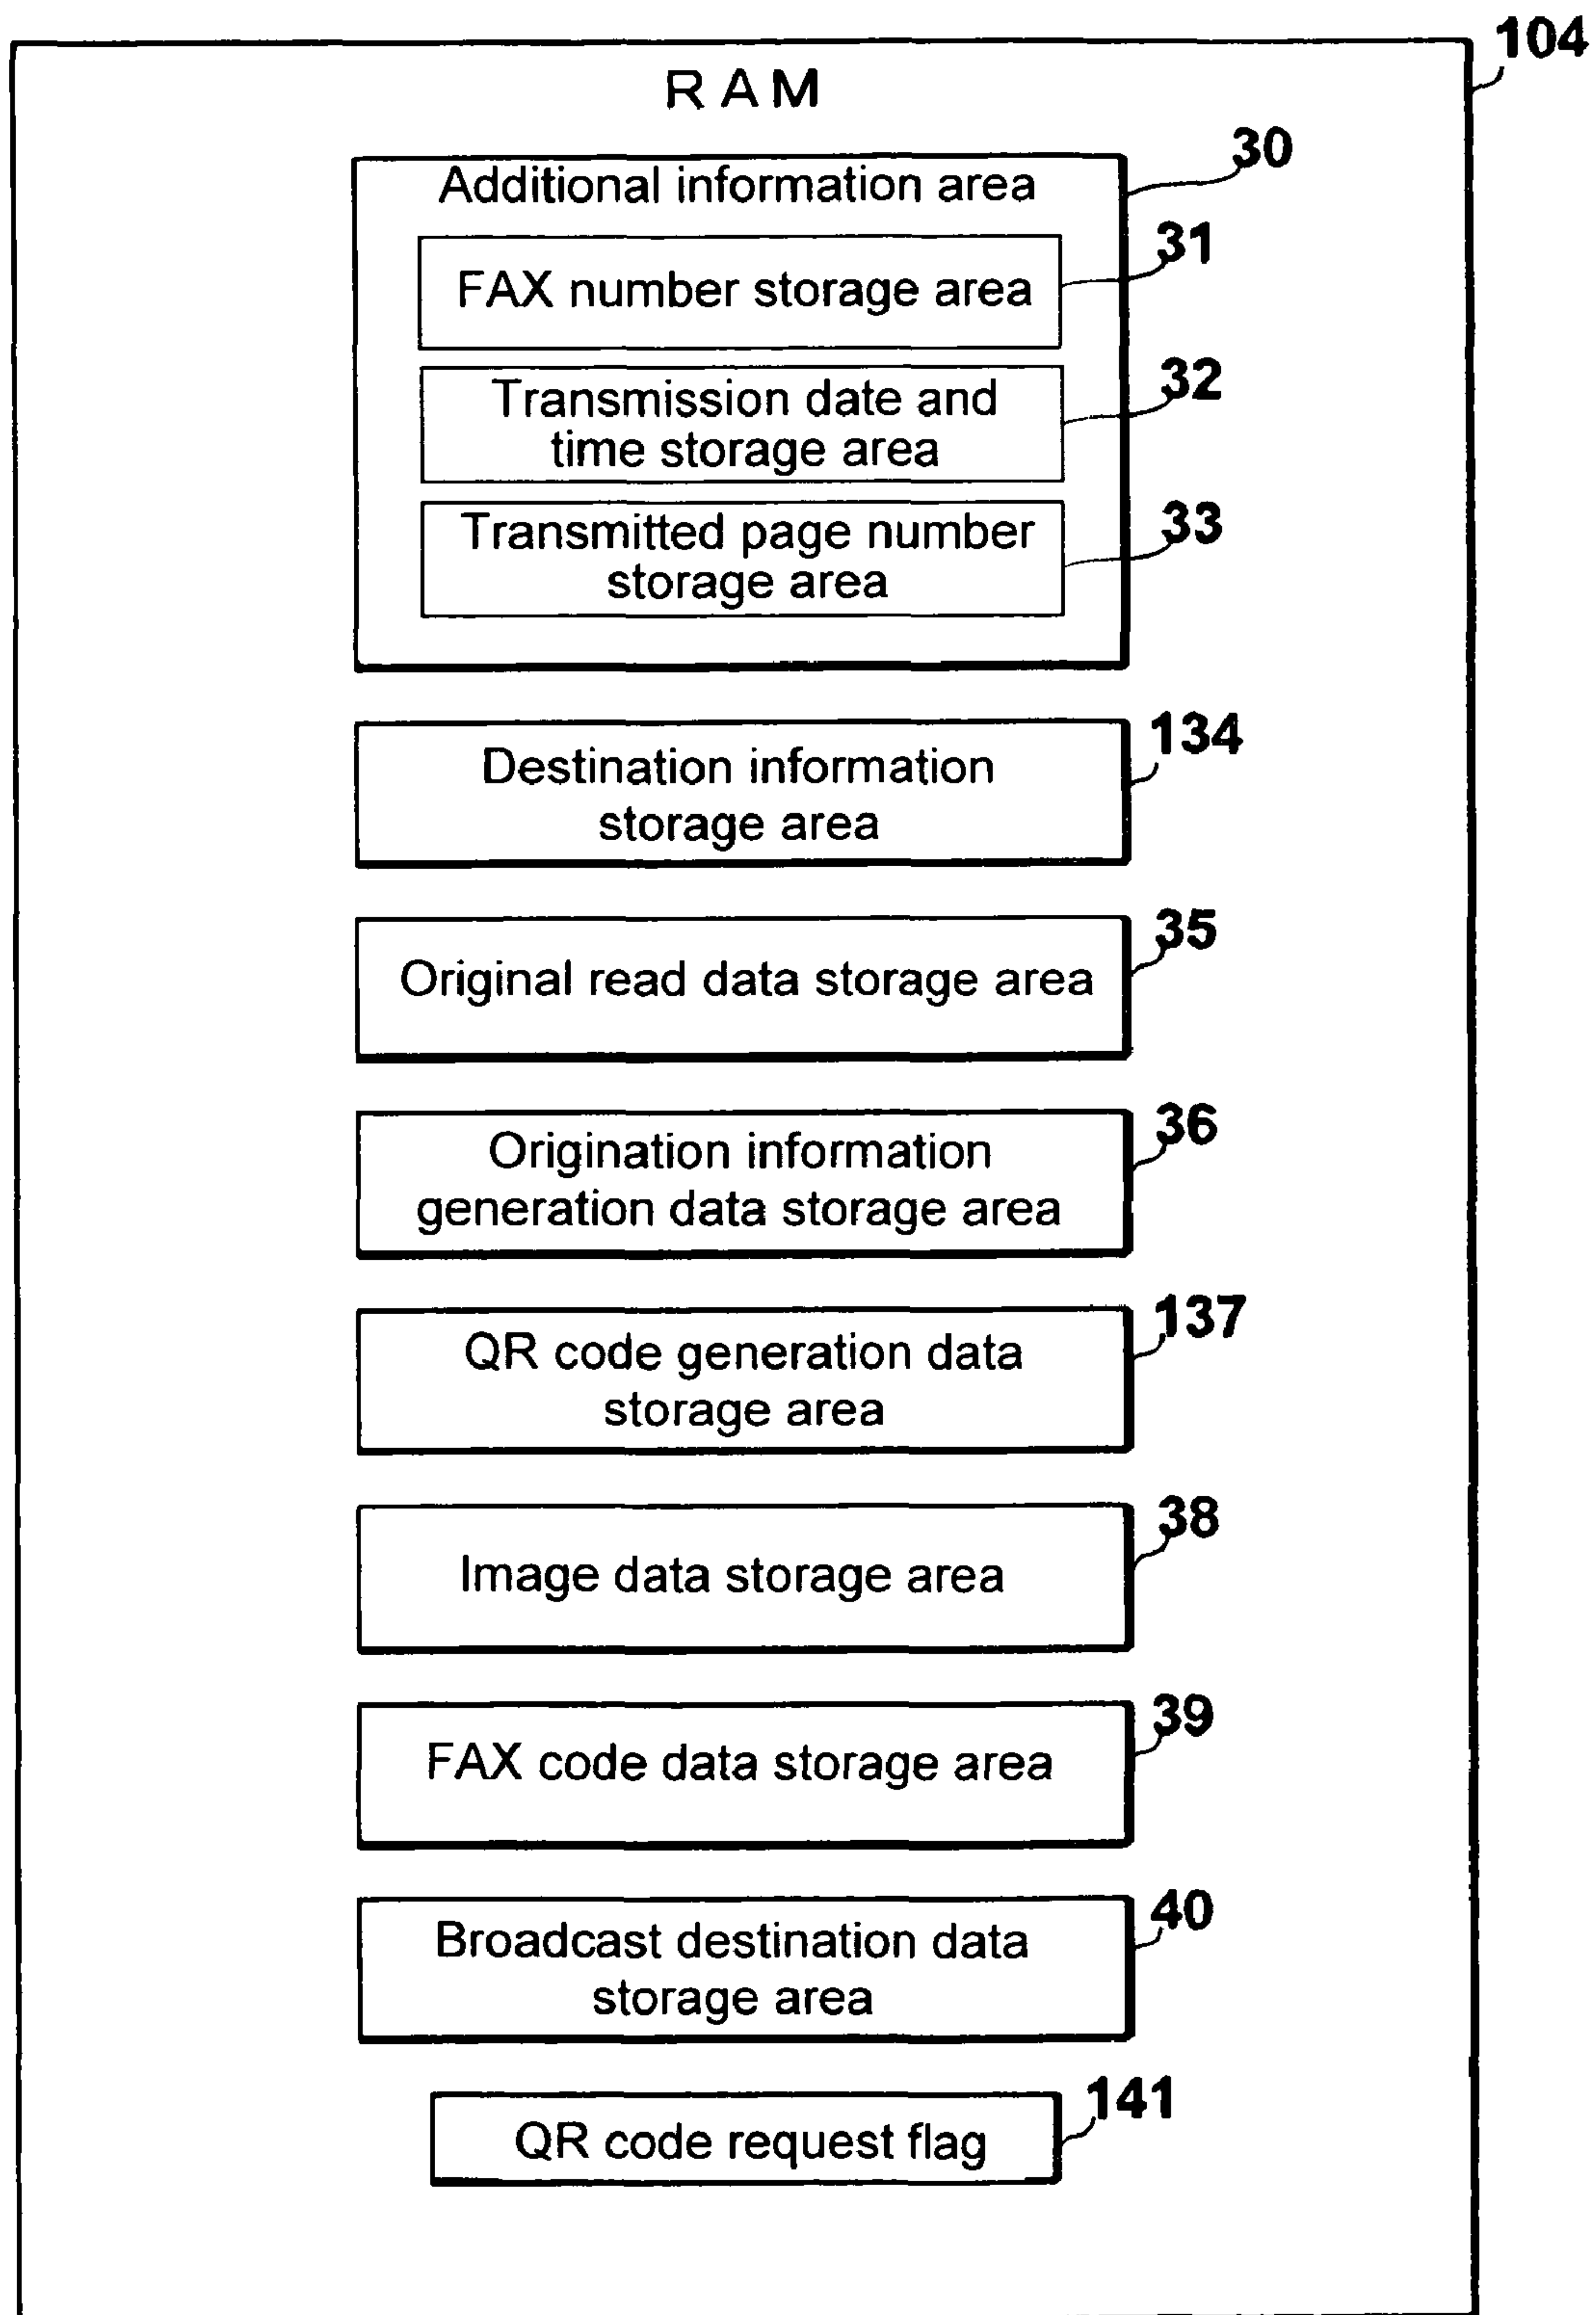 104
RAM
30
Additional information area
31
FAX number storage area
32
Transmission date and
time storage area
33
Transmitted page number
storage area
134
Destination information
storage area
35
Original read data storage area
36
Origination information
generation data storage area
137
QR code generation data
storage area
38
Image data storage area
39
FAX code data storage area
40
Broadcast destination data
storage area
141
QR code request flag